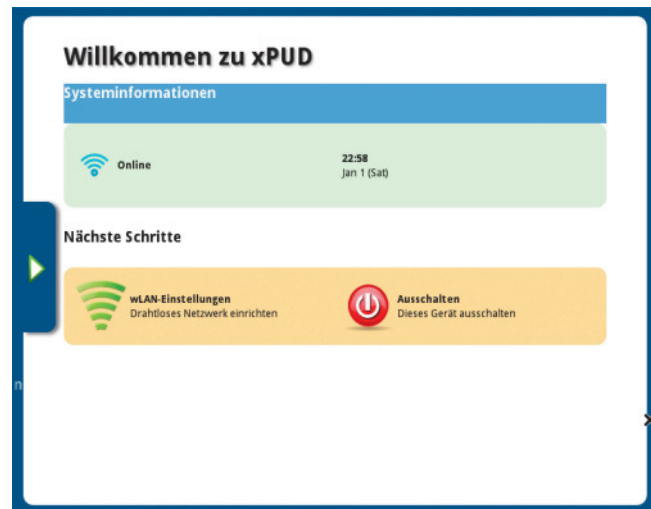 Willkommen zu xPUD
Systeminformationen
Online
22:58
Jan 1 (Sat)
Nächste Schritte
wLAN-Einstellungen
Drahtloses Netzwerk einrichten
Ausschalten
Dieses Gerät ausschalten
n